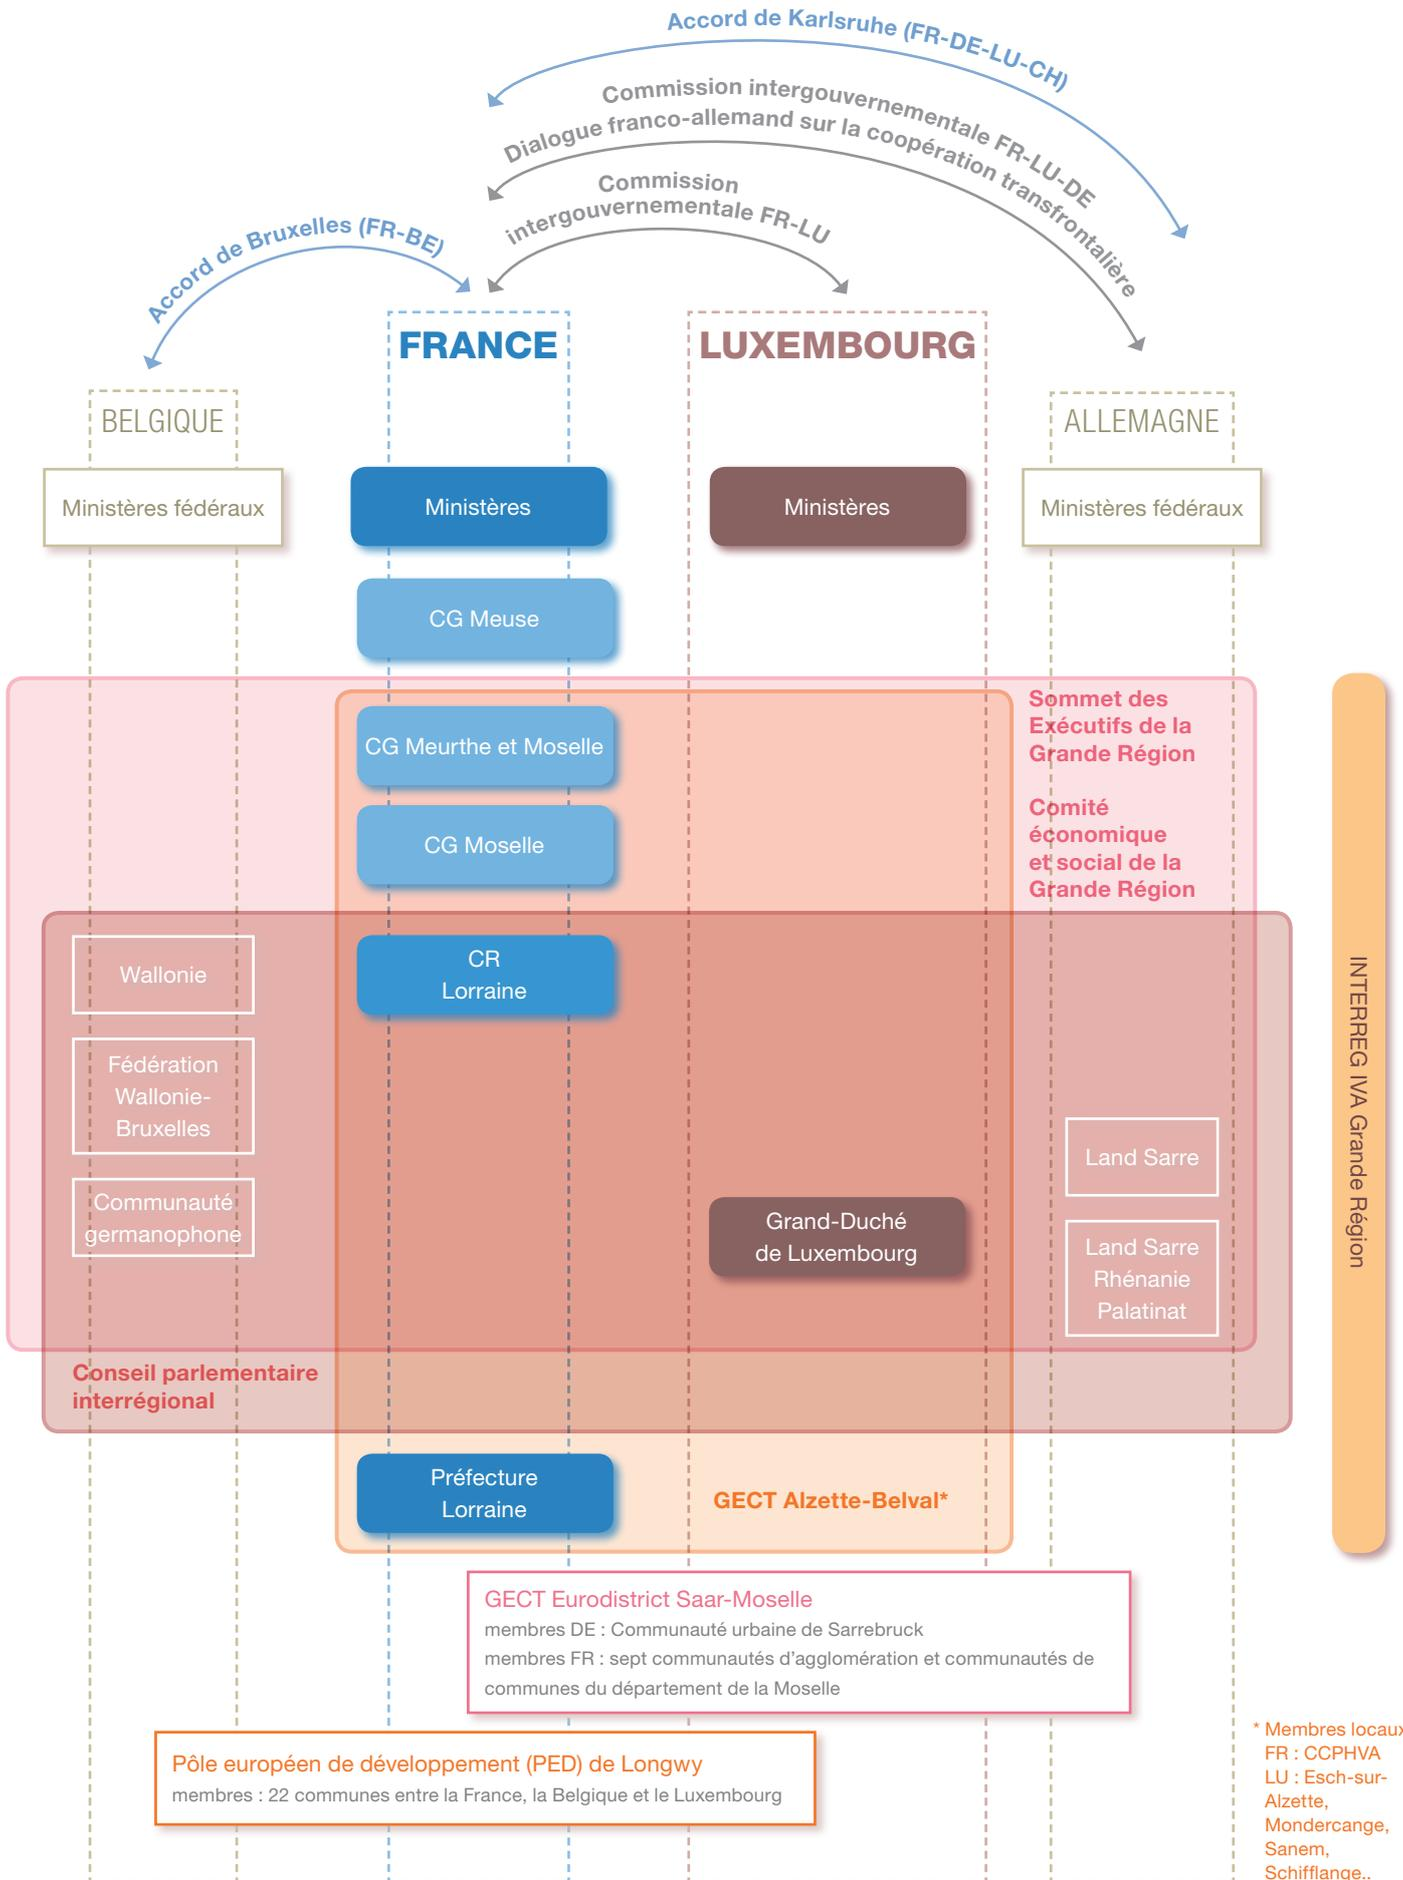 Accord de Karlsruhe (FR-DE-LU-CH)
Commission intergouvernementale FR-LU-DE
Dialogue franco-allemand sur la coopération transfrontalière
Commission
intergouvernementale FR-LU
Accord de Bruxelles (FR-BE)
FRANCE
LUXEMBOURG
BELGIQUE
ALLEMAGNE
Ministères fédéraux
Ministères
Ministères
Ministères fédéraux
CG Meuse
CG Meurthe et Moselle
CG Moselle
Sommet des
Exécutifs de la
Grande Région
Comité
économique
et social de la
Grande Région
Wallonie
CR
Lorraine
Fédération
Wallonie-
Bruxelles
Communauté
germanophone
Grand-Duché
de Luxembourg
Land Sarre
Land Sarre
Rhénanie
Palatinat
INTERREG IVA Grande Région
Conseil parlementaire
interrégional
Préfecture
Lorraine
GECT Alzette-Belval*
GECT Eurodistrict Saar-Moselle
membres DE : Communauté urbaine de Sarrebruck
membres FR : sept communautés d’agglomération et communautés de
communes du département de la Moselle
Pôle européen de développement (PED) de Longwy
membres : 22 communes entre la France, la Belgique et le Luxembourg
* Membres locaux
FR : CCPHVA
LU : Esch-sur-
Alzette,
Mondercange,
Sanem,
Schifflange..